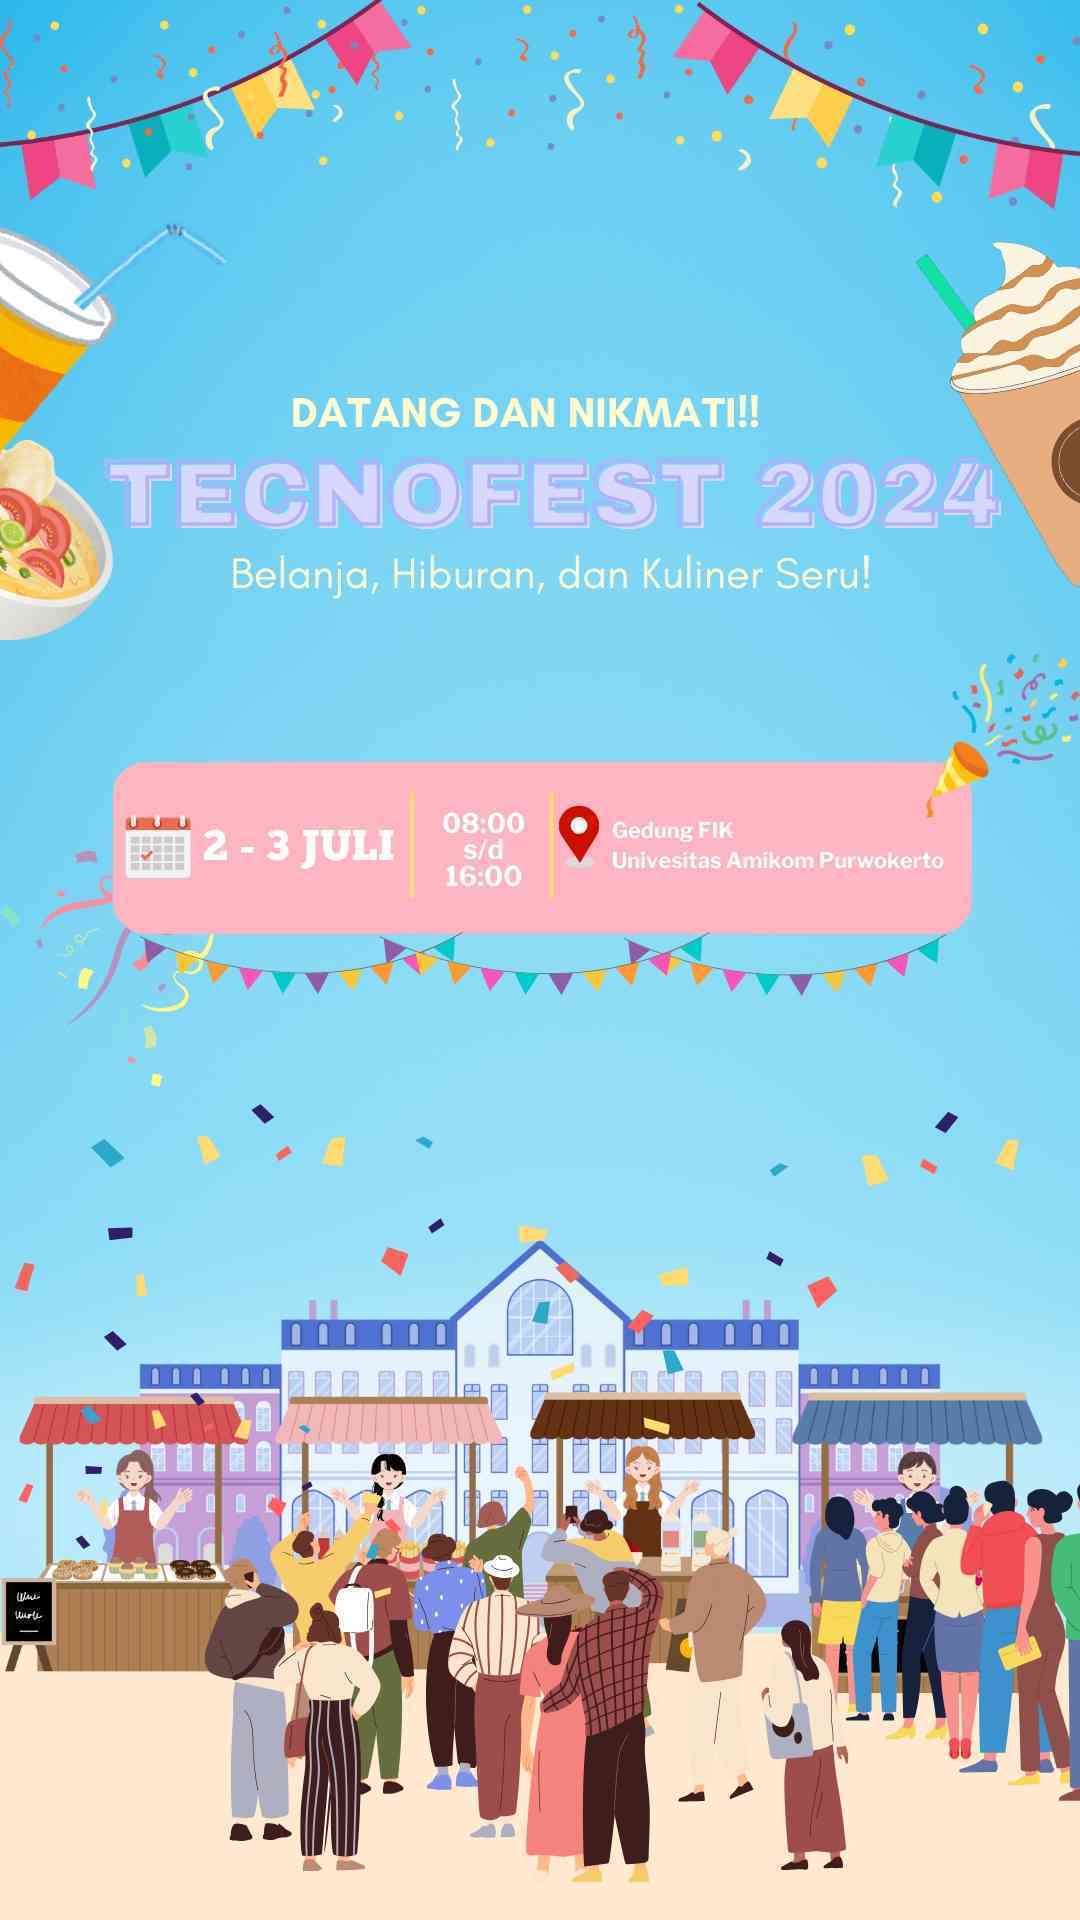 DATANG DAN NIKMATI!!
TECNOFEST 2024
Belanja, Hiburan, dan Kuliner Seru!
2 - 3 JULI
08:00
s/d
16:00
Gedung FIK
Univesitas Amikom Purwokerto